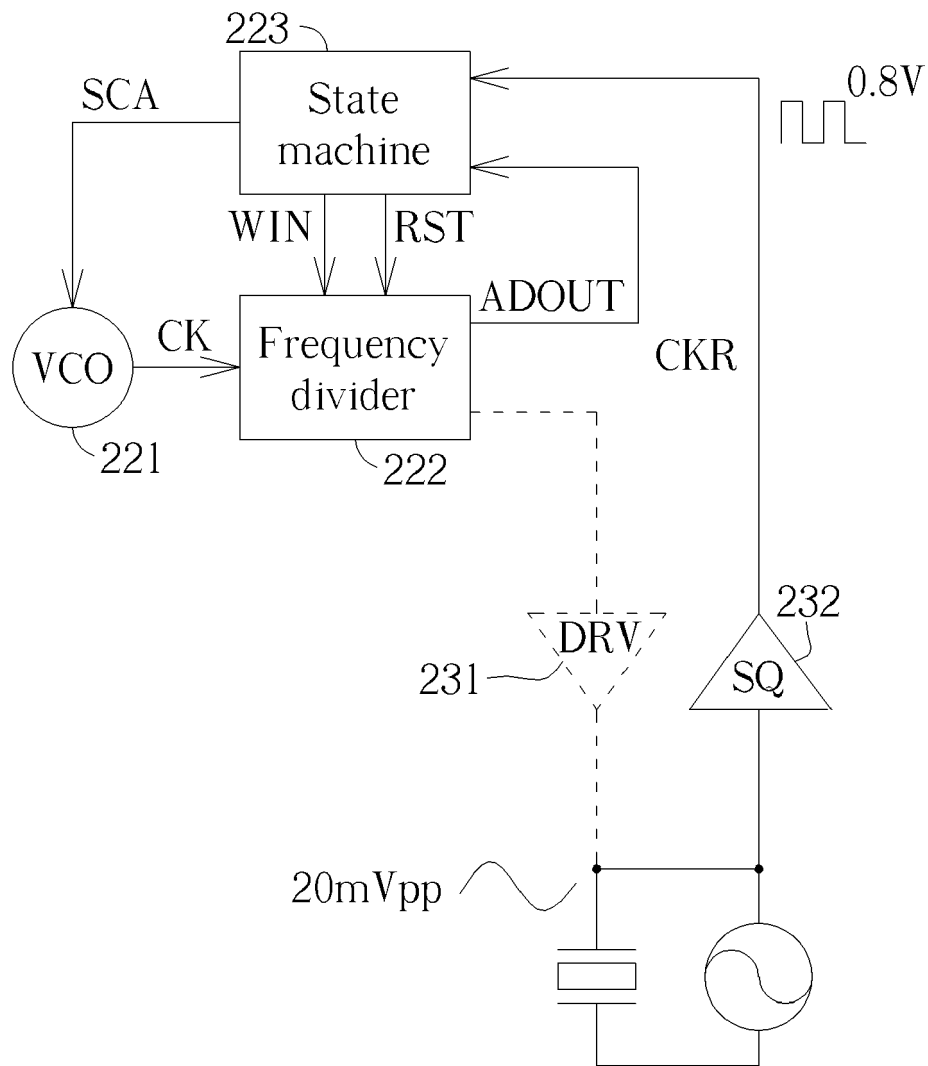 223
SCA
State
machine
0.8V
WIN
RST
ADOUT
CK
VCO
Frequency
divider
CKR
221
222
232
DRV
231
SQ
20mVpp